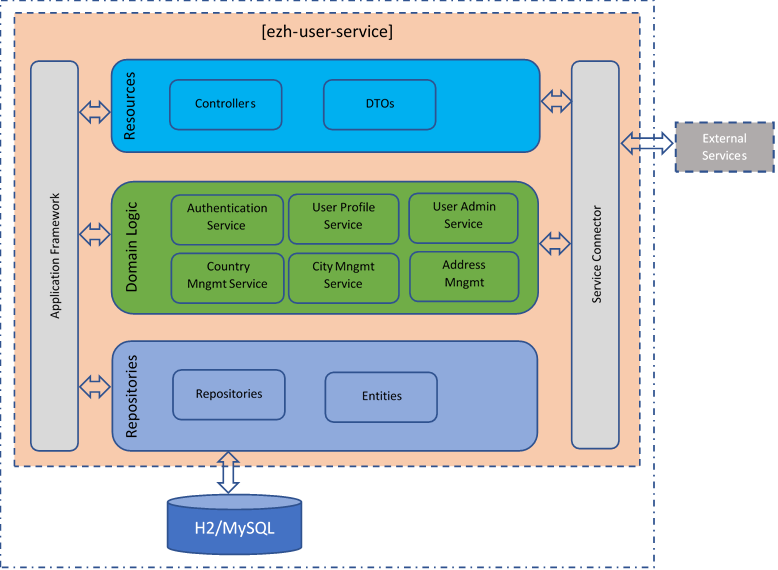 [ezh-user-service]
Application Framework
Resources
Controllers
DTOs
Service Connector
External
Services
Domain Logic
Authentication
Service
User Profile
Service
User Admin
Service
Country
Mngmt Service
City Mngmt
Service
Address
Mngmt
Repositories
Repositories
Entities
H2/MySQL